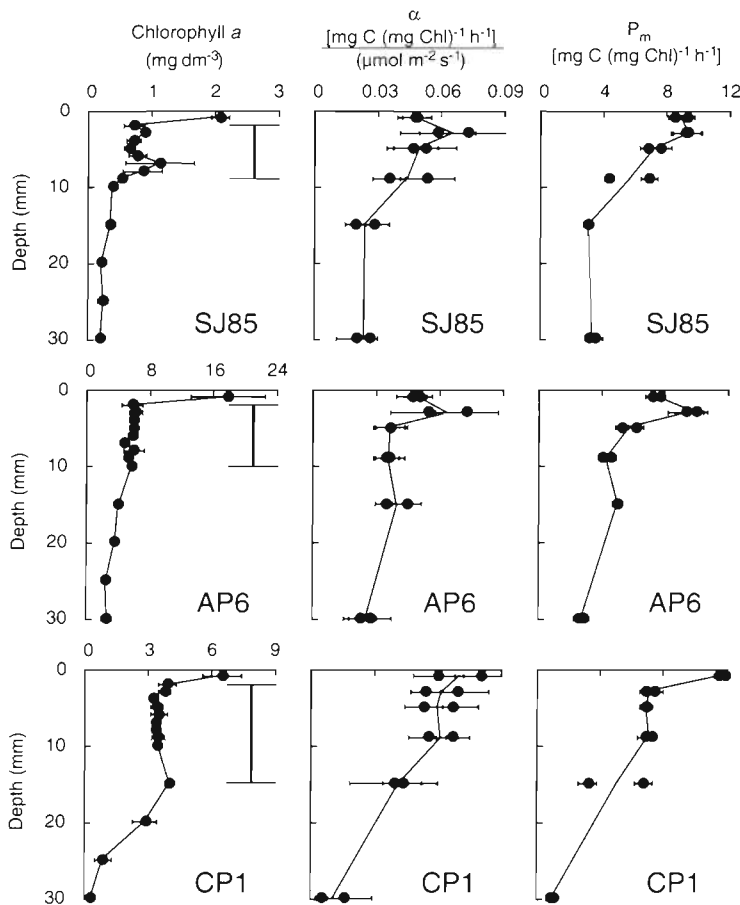 Chlorophyll a
(mg dm-3)
α
[mg C (mg Chl)-1 h-1]
(μmol m-2 s-1)
Pm
[mg C (mg Chl)-1 h-1]
0 1 2 3
0 0.03 0.06 0.09
0 4 8 12
0
10
20
30
Depth (mm)
SJ85
SJ85
SJ85
0 8 16 24
0
10
20
30
Depth (mm)
AP6
AP6
AP6
0 3 6 9
0
10
20
30
Depth (mm)
CP1
CP1
CP1